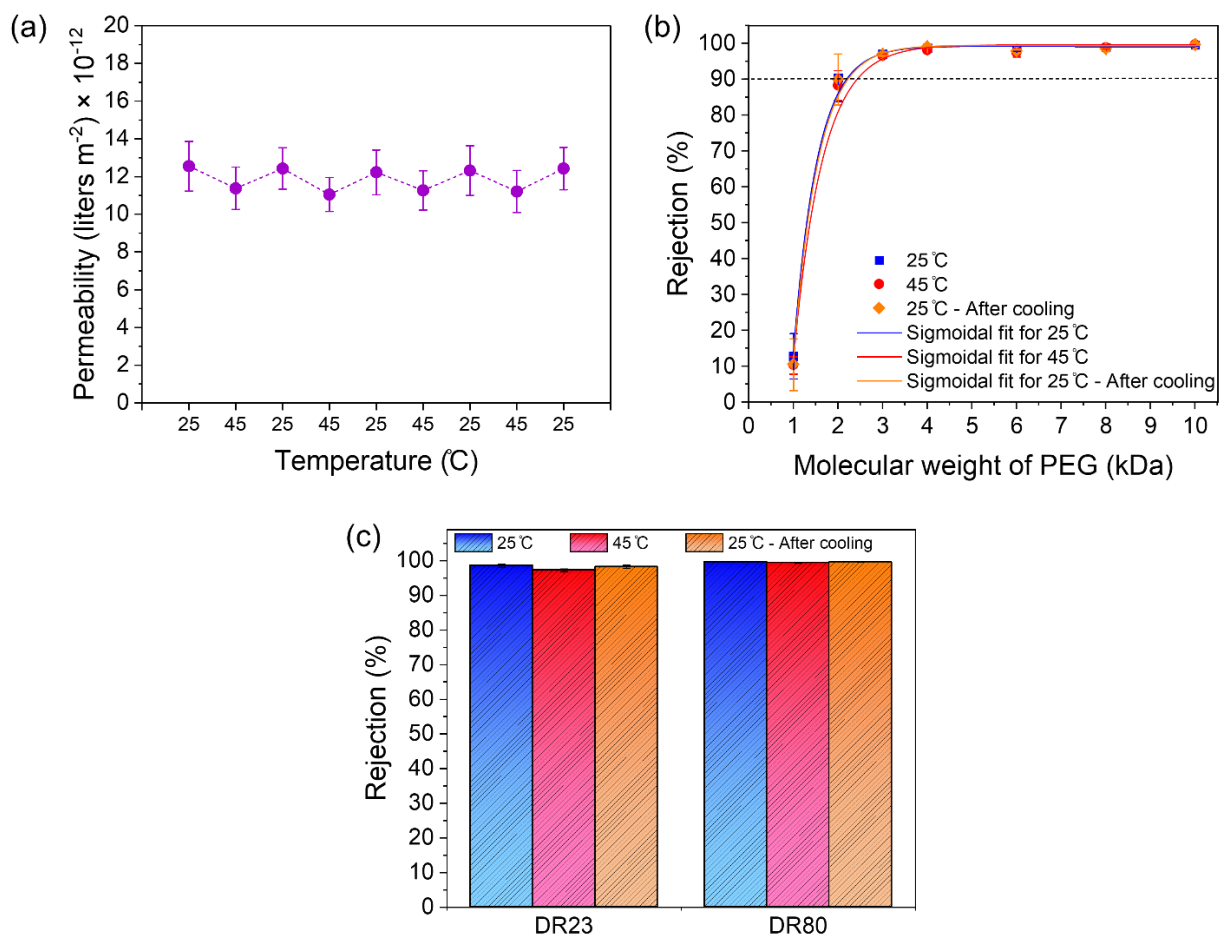 (a)
Permeability (liters m⁻²) × 10⁻¹²
20
18
16
14
12
10
8
6
4
2
0
25 45 25 45 25 45 25 45 25
Temperature (℃)
(b)
Rejection (%)
100
90
80
70
60
50
40
30
20
10
0
25℃
45℃
25℃ - After cooling
Sigmoidal fit for 25℃
Sigmoidal fit for 45℃
Sigmoidal fit for 25℃ - After cooling
0 1 2 3 4 5 6 7 8 9 10
Molecular weight of PEG (kDa)
(c)
25℃ 45℃ 25℃ - After cooling
Rejection (%)
100
90
80
70
60
50
40
30
20
10
0
DR23 DR80